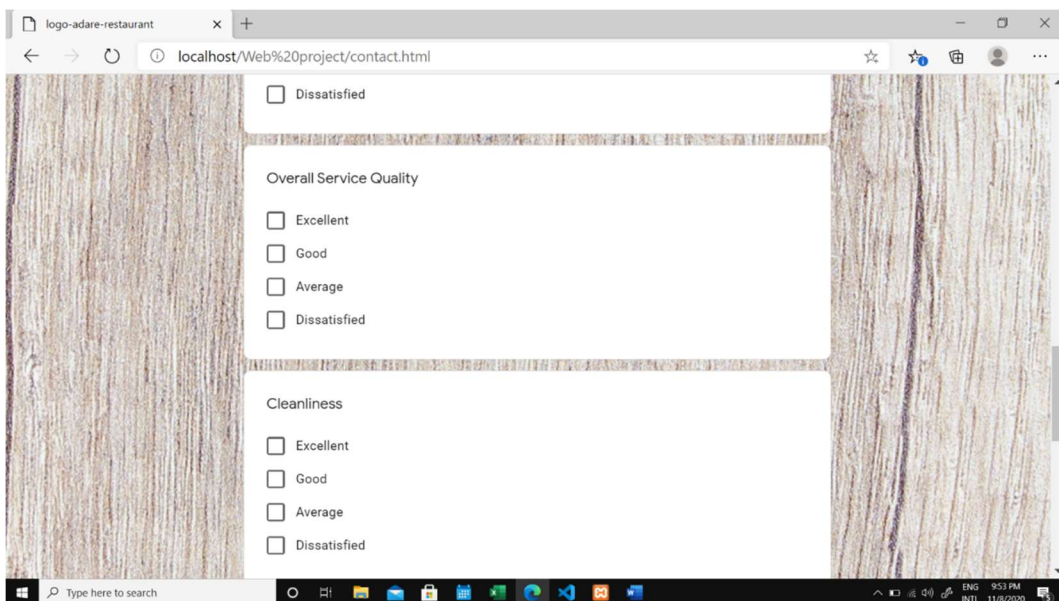 logo-adare-restaurant
localhost/Web%20project/contact.html
Dissatisfied
Overall Service Quality
Excellent
Good
Average
Dissatisfied
Cleanliness
Excellent
Good
Average
Dissatisfied
Type here to search
ENG 9:53 PM
INTL 11/8/2020